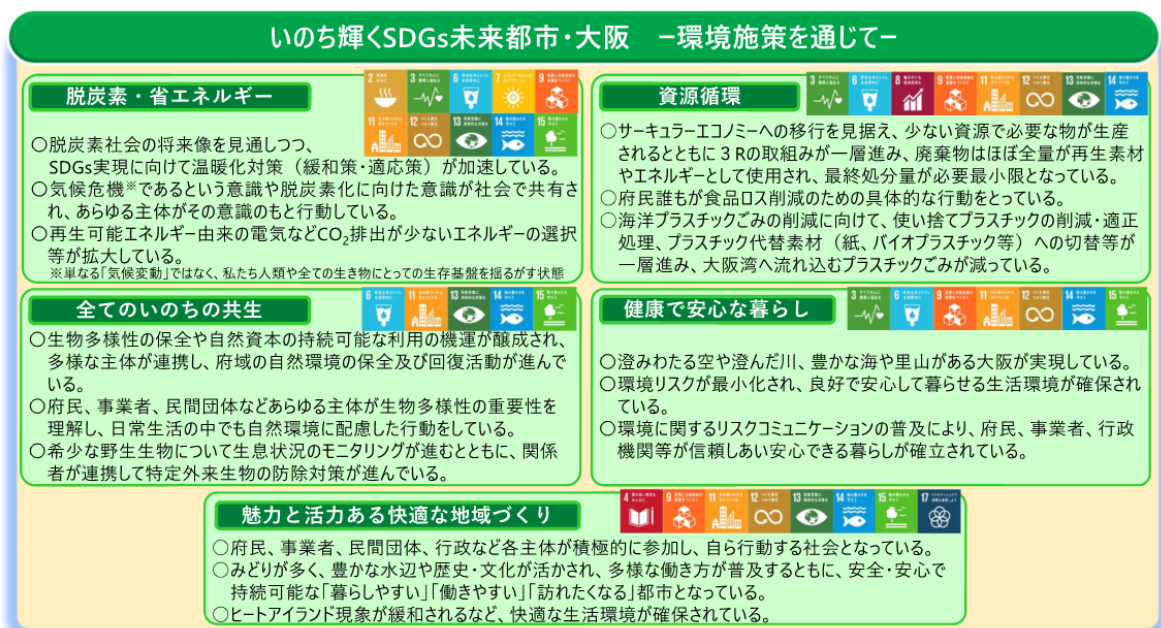 いのち輝くSDGs未来都市・大阪　－環境施策を通じて－
脱炭素・省エネルギー
2
3
6
7
9
11
12
13
14
15
○脱炭素社会の将来像を見通しつつ、
SDGs実現に向けて温暖化対策（緩和策・適応策）が加速している。
○気候危機※であるという意識や脱炭素化に向けた意識が社会で共有さ
れ、あらゆる主体がその意識のもと行動している。
○再生可能エネルギー由来の電気などCO2排出が少ないエネルギーの選択
等が拡大している。
※単なる「気候変動」ではなく、私たち人類や全ての生き物にとっての生存基盤を揺るがす状態
資源循環
3
6
8
9
11
12
13
14
○サーキュラーエコノミーへの移行を見据え、少ない資源で必要な物が生産
されるとともに３Rの取組みが一層進み、廃棄物はほぼ全量が再生素材
やエネルギーとして使用され、最終処分量が必要最小限となっている。
○府民誰もが食品ロス削減のための具体的な行動をとっている。
○海洋プラスチックごみの削減に向けて、使い捨てプラスチックの削減・適正
処理、プラスチック代替素材（紙、バイオプラスチック等）への切替等が
一層進み、大阪湾へ流れ込むプラスチックごみが減っている。
全てのいのちの共生
6
11
13
14
15
○生物多様性の保全や自然資本の持続可能な利用の機運が醸成され、
多様な主体が連携し、府域の自然環境の保全及び回復活動が進んで
いる。
○府民、事業者、民間団体などあらゆる主体が生物多様性の重要性を
理解し、日常生活の中でも自然環境に配慮した行動をしている。
○希少な野生生物について生息状況のモニタリングが進むとともに、関係
者が連携して特定外来生物の防除対策が進んでいる。
健康で安心な暮らし
3
6
9
11
12
14
15
○澄みわたる空や澄んだ川、豊かな海や里山がある大阪が実現している。
○環境リスクが最小化され、良好で安心して暮らせる生活環境が確保され
ている。
○環境に関するリスクコミュニケーションの普及により、府民、事業者、行政
機関等が信頼しあい安心できる暮らしが確立されている。
魅力と活力ある快適な地域づくり
4
9
11
12
13
14
15
17
○府民、事業者、民間団体、行政など各主体が積極的に参加し、自ら行動する社会となっている。
○みどりが多く、豊かな水辺や歴史・文化が活かされ、多様な働き方が普及するともに、安全・安心で
持続可能な「暮らしやすい」「働きやすい」「訪れたくなる」都市となっている。
○ヒートアイランド現象が緩和されるなど、快適な生活環境が確保されている。